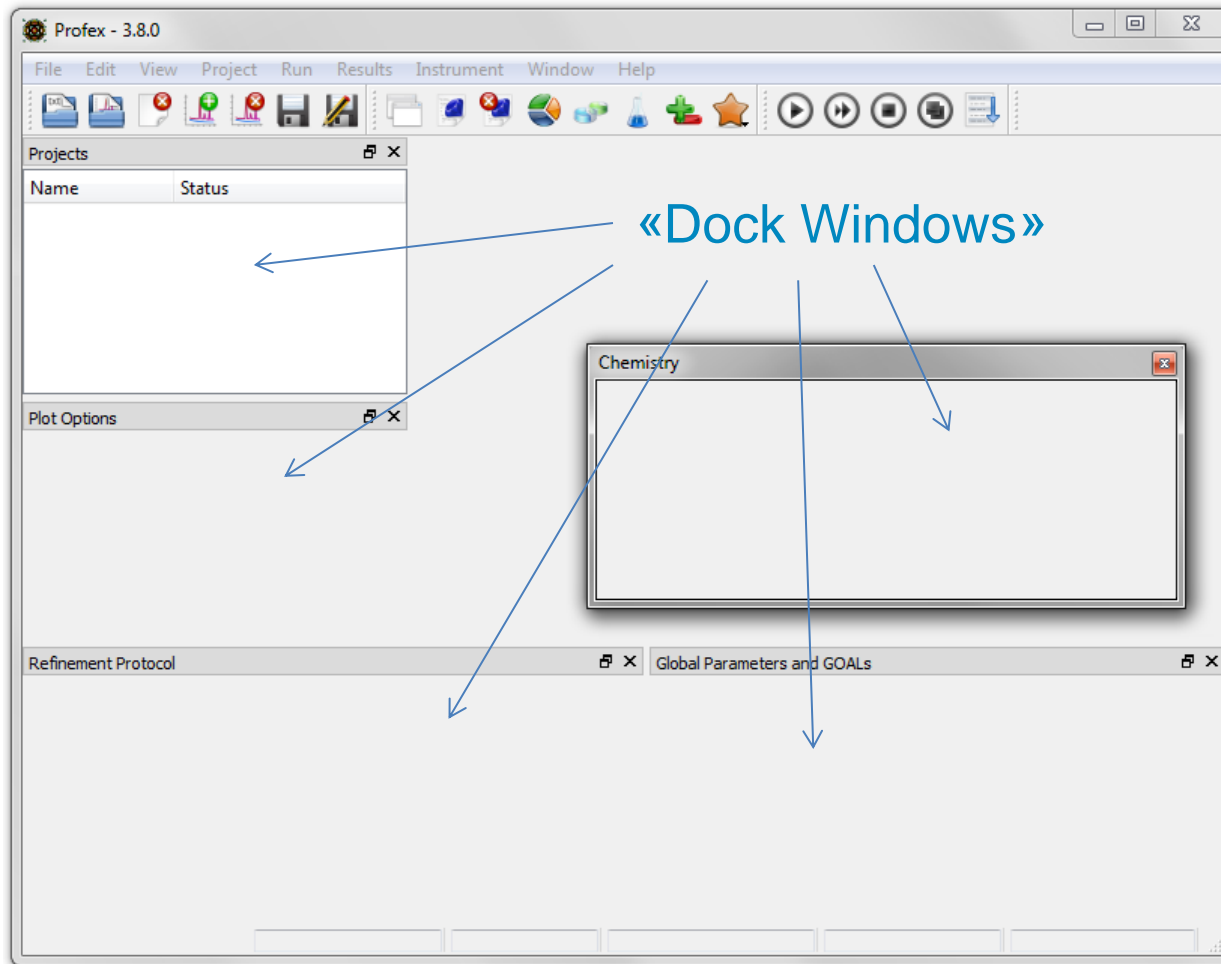 Profex - 3.8.0
File Edit View Project Run Results Instrument Window Help
Projects
Name Status
«Dock Windows»
Chemistry
Plot Options
Refinement Protocol
Global Parameters and GOALs